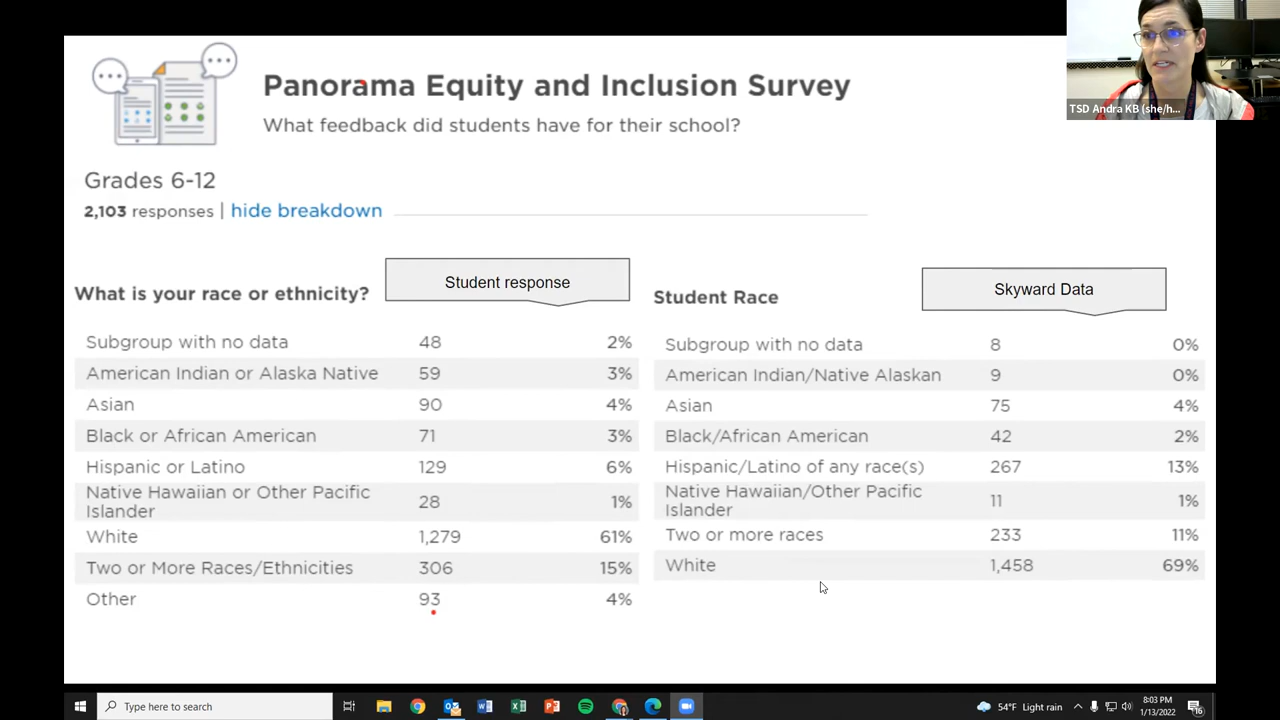 TSD Andra KB (she/h...
Panorama Equity and Inclusion Survey
What feedback did students have for their school?
Grades 6-12
2,103 responses | hide breakdown
What is your race or ethnicity?
Student response
Subgroup with no data 48 2%
American Indian or Alaska Native 59 3%
Asian 90 4%
Black or African American 71 3%
Hispanic or Latino 129 6%
Native Hawaiian or Other Pacific
Islander 28 1%
White 1,279 61%
Two or More Races/Ethnicities 306 15%
Other 93 4%
Student Race
Skyward Data
Subgroup with no data 8 0%
American Indian/Native Alaskan 9 0%
Asian 75 4%
Black/African American 42 2%
Hispanic/Latino of any race(s) 267 13%
Native Hawaiian/Other Pacific
Islander 11 1%
Two or more races 233 11%
White 1,458 69%
Type here to search
54°F Light rain
8:03 PM
1/13/2022